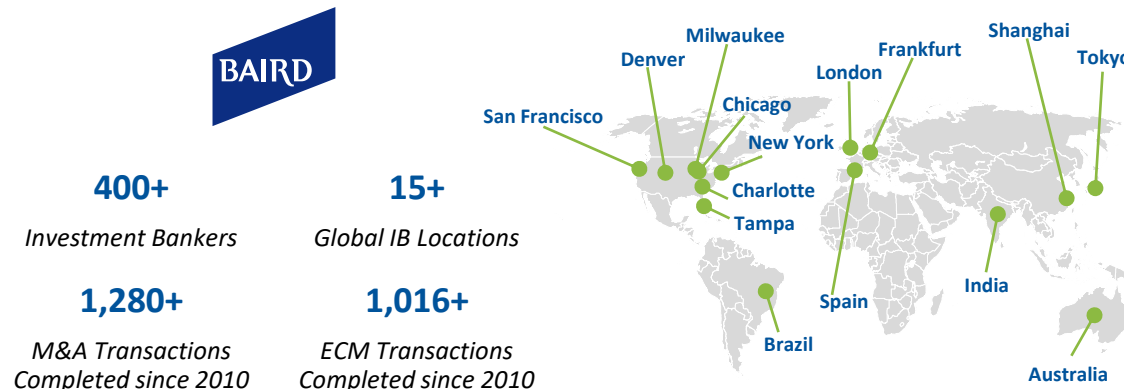 BAIRD
400+
Investment Bankers
15+
Global IB Locations
1,280+
M&A Transactions
Completed since 2010
1,016+
ECM Transactions
Completed since 2010
San Francisco
Denver
Milwaukee
Chicago
New York
Charlotte
Tampa
London
Frankfurt
Shanghai
Tokyo
Spain
India
Brazil
Australia